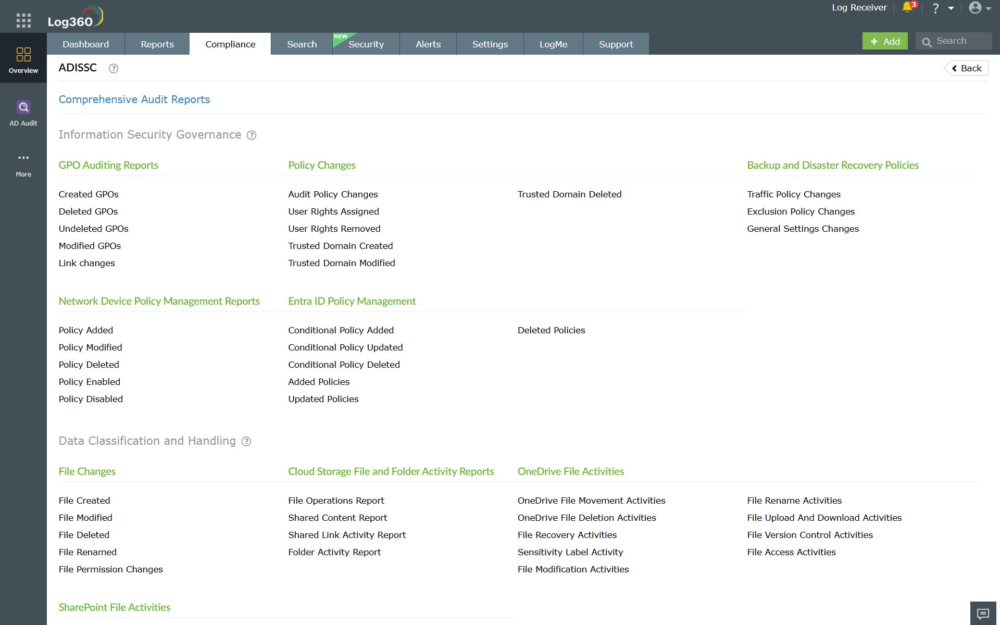 Log360
Log Receiver
3
?
Dashboard
Reports
Compliance
Search
NEW
Security
Alerts
Settings
LogMe
Support
+ Add
Search
Overview
AD Audit
More
ADISSC ?
Back
Comprehensive Audit Reports
Information Security Governance ?
GPO Auditing Reports
Created GPOs
Deleted GPOs
Undeleted GPOs
Modified GPOs
Link changes
Policy Changes
Audit Policy Changes
User Rights Assigned
User Rights Removed
Trusted Domain Created
Trusted Domain Modified
Trusted Domain Deleted
Backup and Disaster Recovery Policies
Traffic Policy Changes
Exclusion Policy Changes
General Settings Changes
Network Device Policy Management Reports
Policy Added
Policy Modified
Policy Deleted
Policy Enabled
Policy Disabled
Entra ID Policy Management
Conditional Policy Added
Conditional Policy Updated
Conditional Policy Deleted
Added Policies
Updated Policies
Deleted Policies
Data Classification and Handling ?
File Changes
File Created
File Modified
File Deleted
File Renamed
File Permission Changes
Cloud Storage File and Folder Activity Reports
File Operations Report
Shared Content Report
Shared Link Activity Report
Folder Activity Report
OneDrive File Activities
OneDrive File Movement Activities
OneDrive File Deletion Activities
File Recovery Activities
Sensitivity Label Activity
File Modification Activities
File Rename Activities
File Upload And Download Activities
File Version Control Activities
File Access Activities
SharePoint File Activities